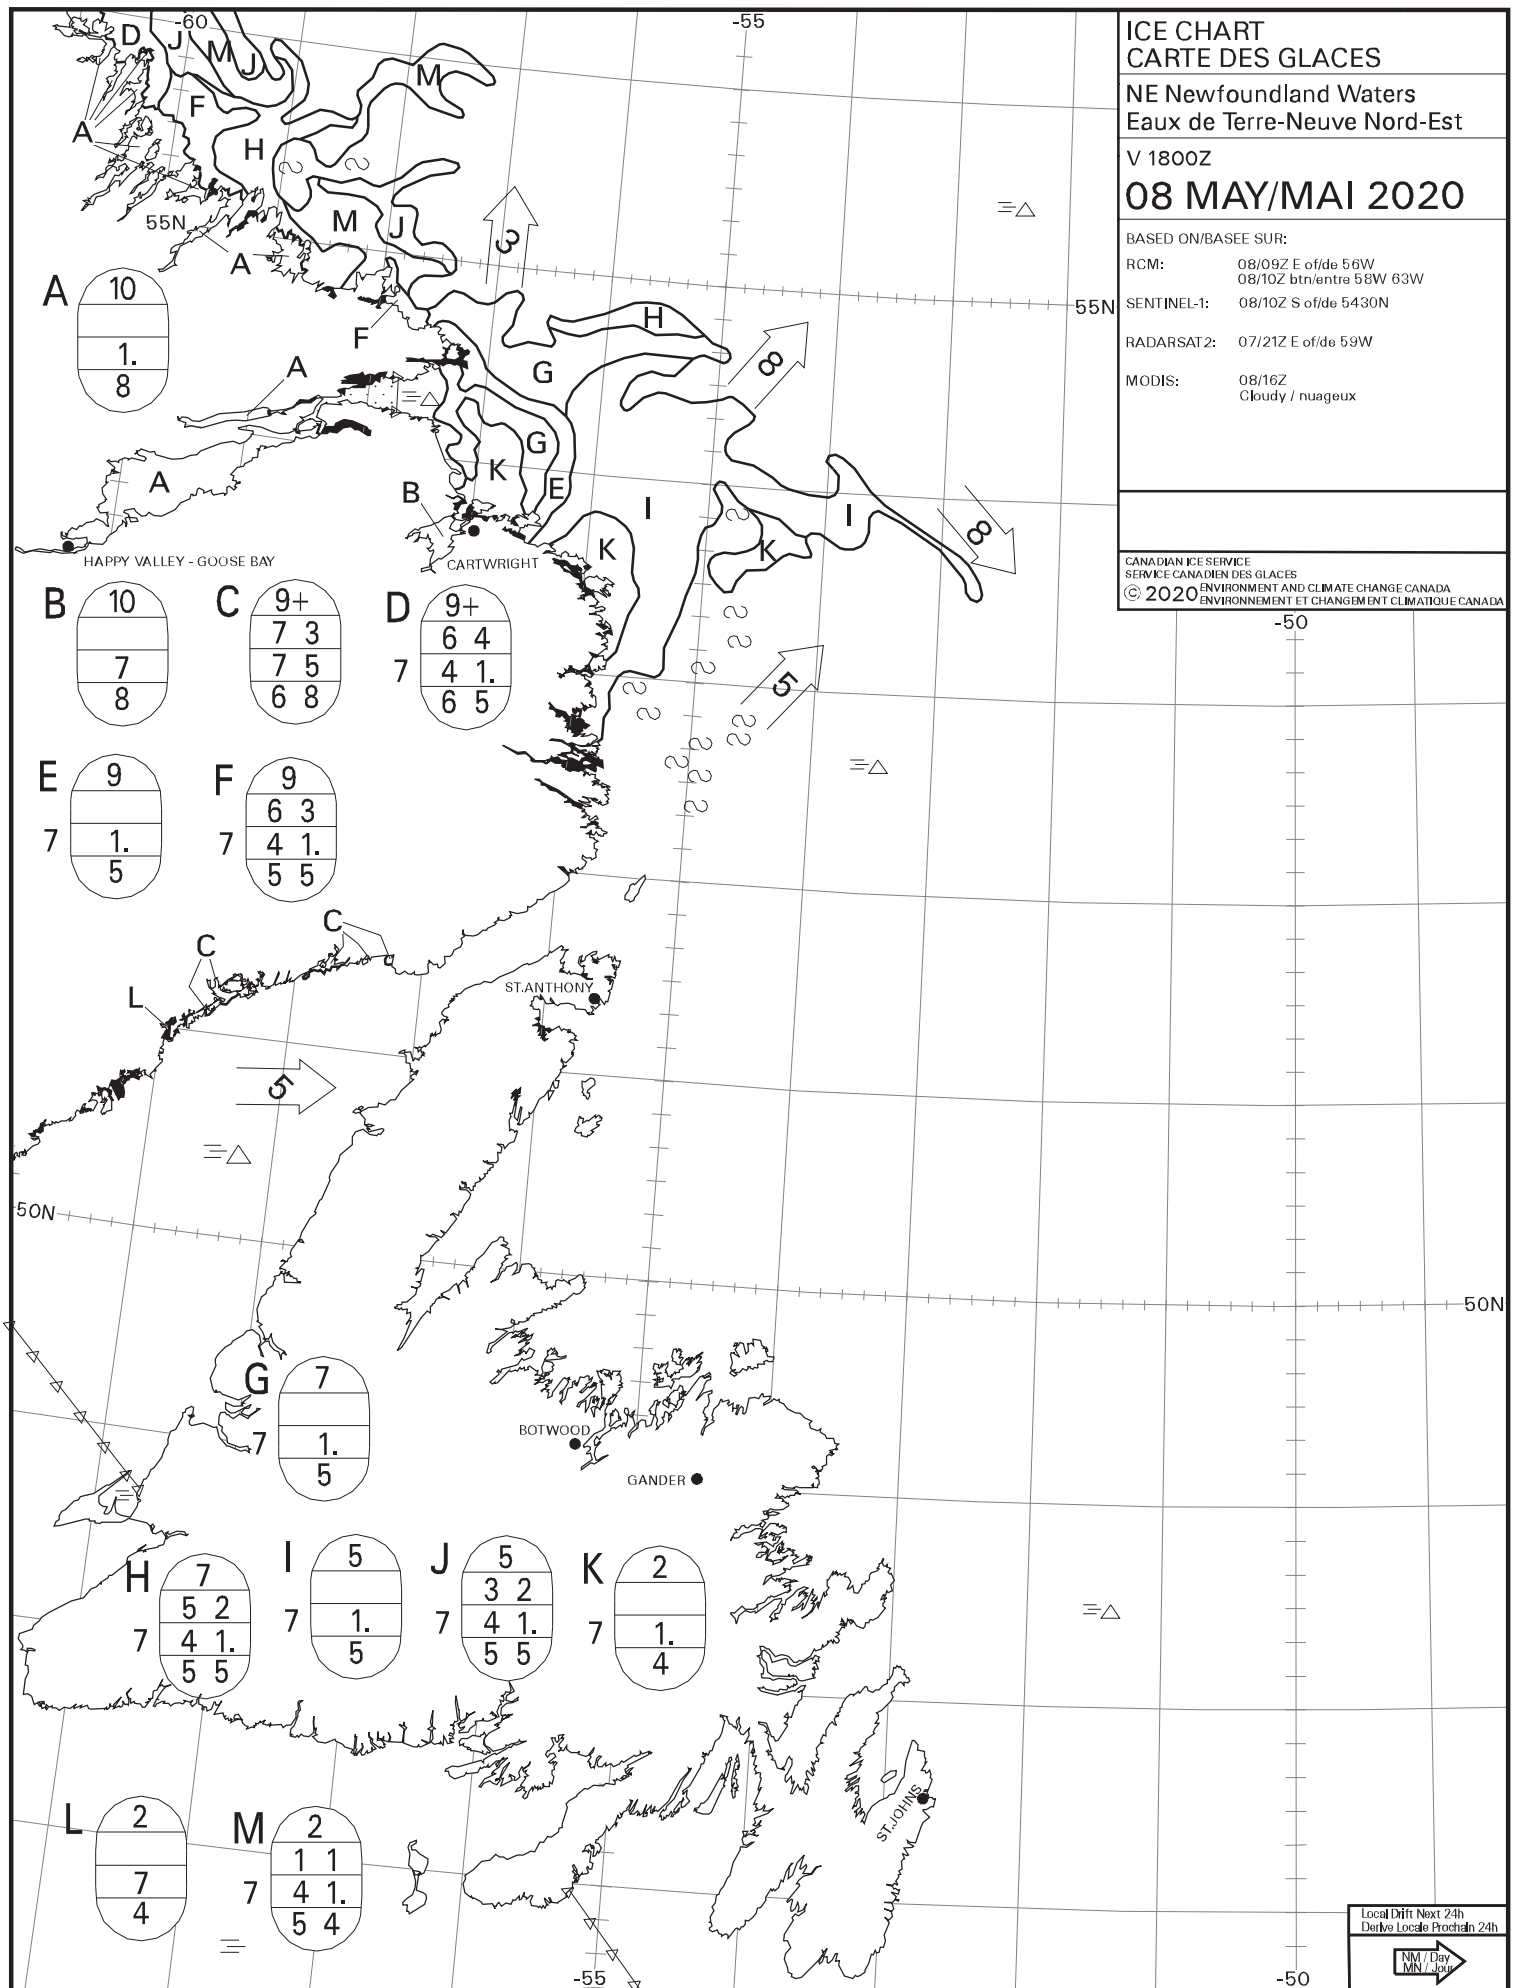 ICE CHART
CARTE DES GLACES
NE Newfoundland Waters
Eaux de Terre-Neuve Nord-Est
V 1800Z
08 MAY/MAI 2020
BASED ON/BASEE SUR:
RCM: 08/09Z E of/de 56W
08/10Z btn/entre 58W 63W
SENTINEL-1: 08/10Z S of/de 5430N
RADARSAT2: 07/21Z E of/de 59W
MODIS: 08/16Z
Cloudy / nuageux
CANADIAN ICE SERVICE
SERVICE CANADIEN DES GLACES
© 2020 ENVIRONMENT AND CLIMATE CHANGE CANADA
ENVIRONNEMENT ET CHANGEMENT CLIMATIQUE CANADA
-60
-55
D
J
M
J
M
F
A
H
55N
M
J
3
A
A
10
1.
8
55N
H
F
G
8
A
G
K
E
A
B
I
I
8
K
K
HAPPY VALLEY - GOOSE BAY
CARTWRIGHT
B
10
7
8
C
9+
7 3
7 5
6 8
D
9+
6 4
7 4 1.
6 5
-50
5
E
9
7 1.
5
F
9
6 3
7 4 1.
5 5
C
C
L
ST.ANTHONY
5
50N
50N
G
7
7 1.
5
BOTWOOD
GANDER
H
7
5 2
7 4 1.
5 5
I
5
7 1.
5
J
5
3 2
7 4 1.
5 5
K
2
7 1.
4
ST.JOHNS
L
2
7
4
M
2
1 1
7 4 1.
5 4
Local Drift Next 24h
Derive Locale Prochain 24h
NM / Day
MN / Jour
-55
-50